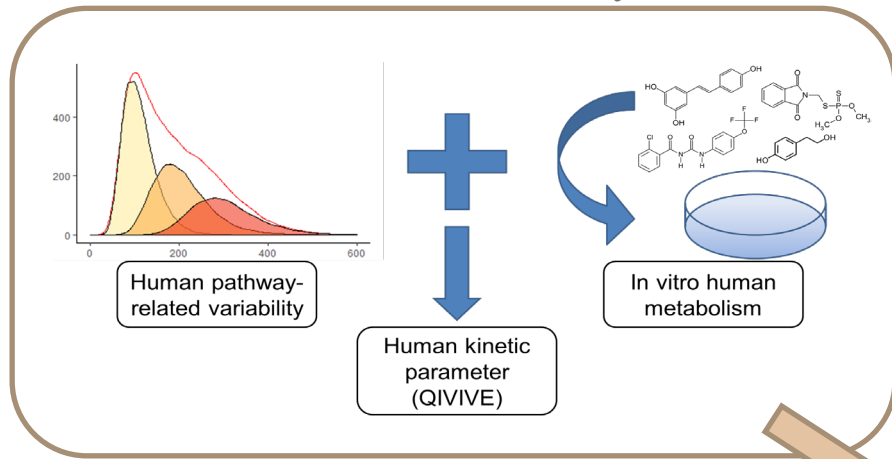 400
200
0
0
200
400
600
Human pathway-
related variability
HO
OH
OH
O
N
O
S
S
P
O
O
CH₃
H₃C
Cl
O
O
N
H
N
H
O
F
F
F
HO
OH
In vitro human
metabolism
Human kinetic
parameter
(QIVIVE)